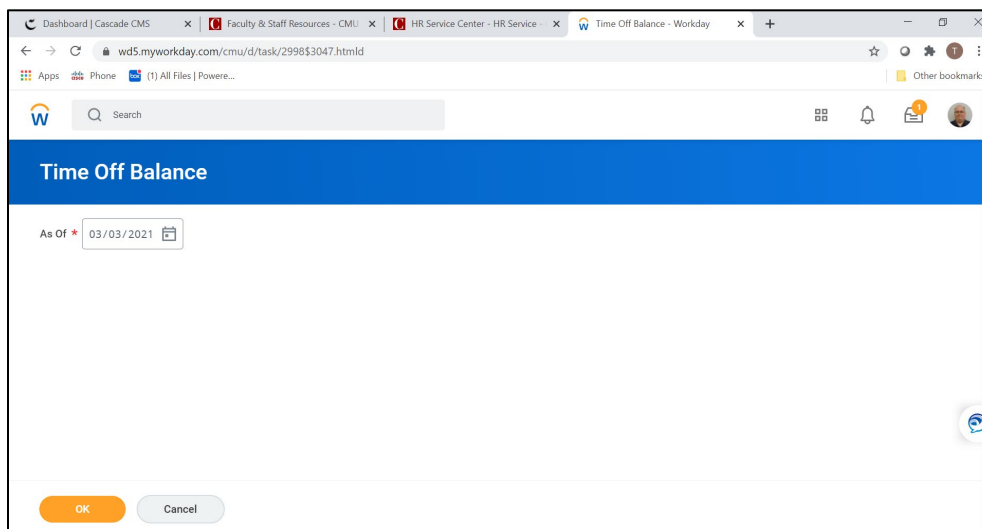 Dashboard | Cascade CMS
Faculty & Staff Resources - CMU
HR Service Center - HR Service -
Time Off Balance - Workday
wd5.myworkday.com/cmu/d/task/2998$3047.htmld
T
Apps
Phone
(1) All Files | Powere...
Other bookmarks
W
Search
1
Time Off Balance
As Of * 03/03/2021
OK
Cancel